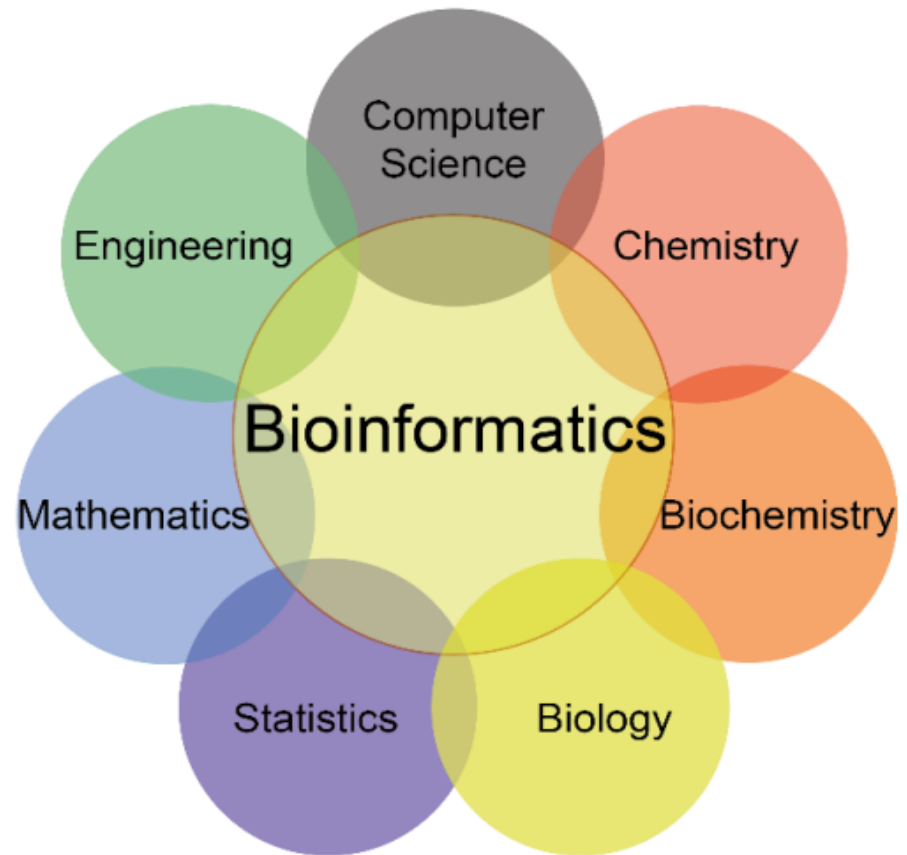 Computer
Science
Engineering
Chemistry
Bioinformatics
Mathematics
Biochemistry
Statistics
Biology